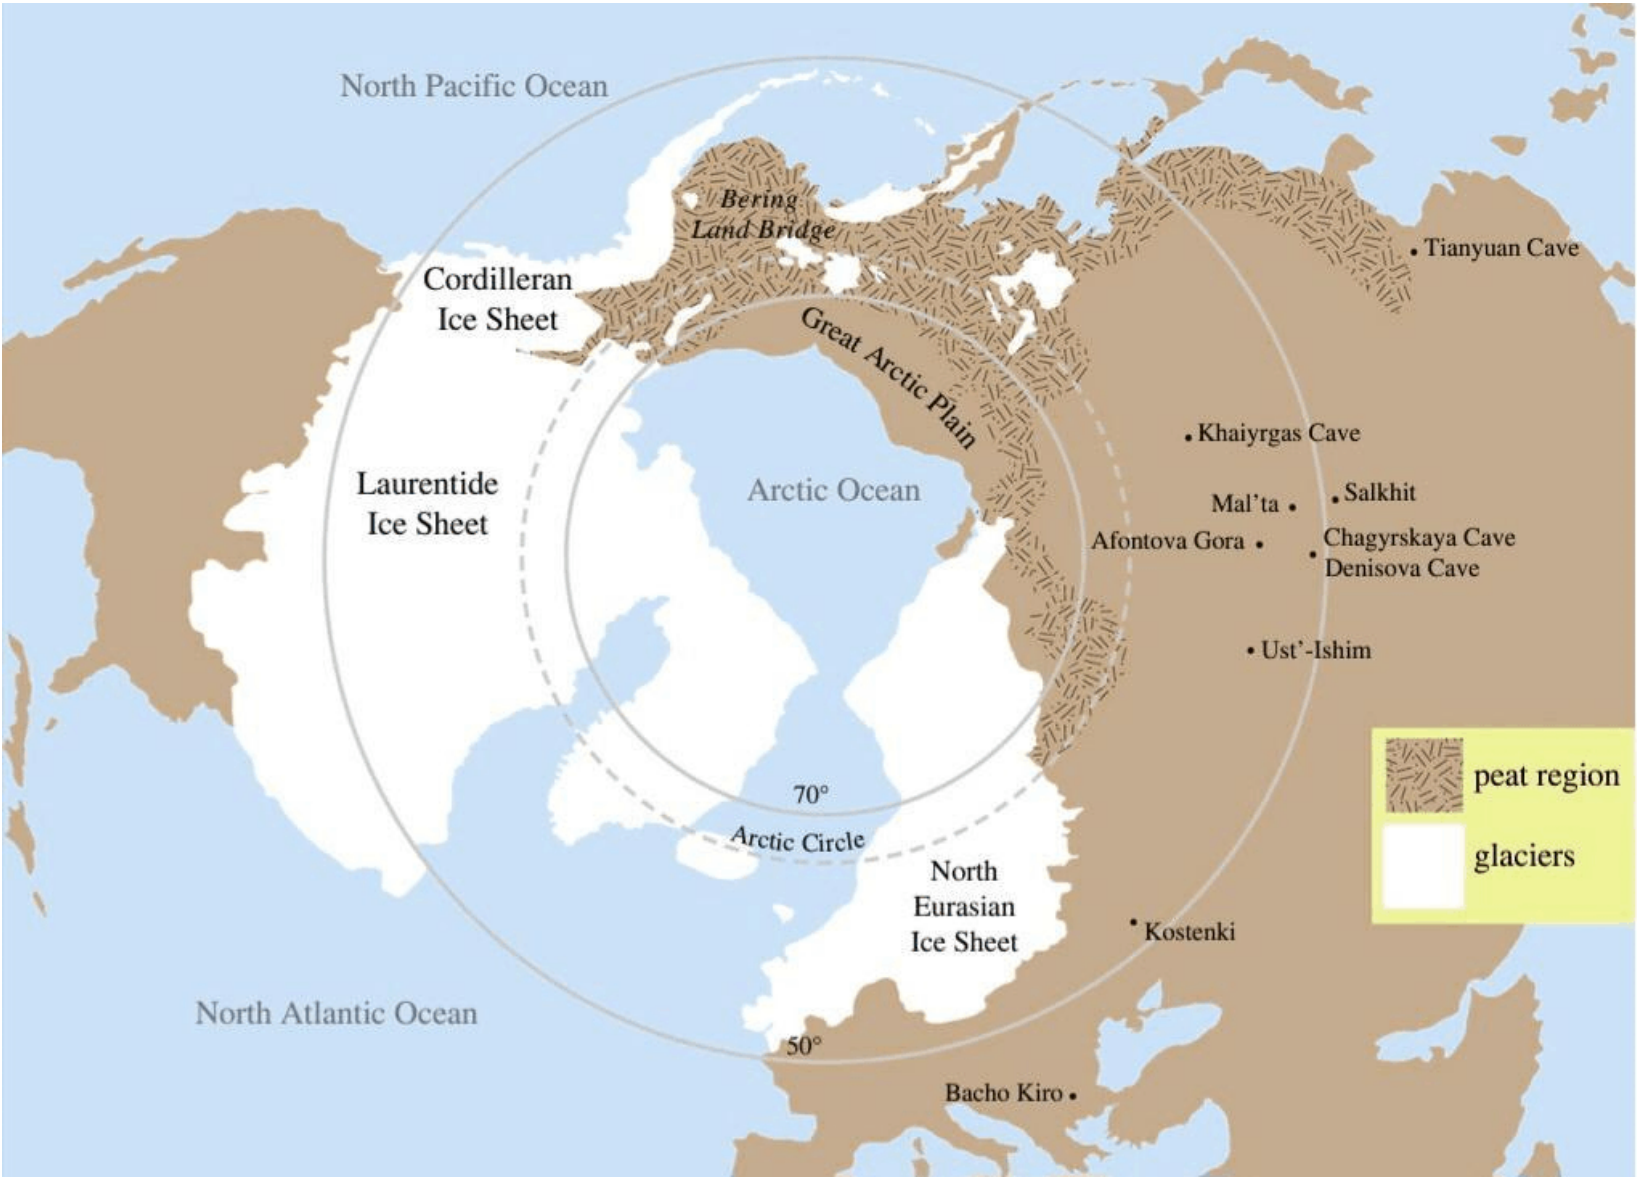 North Pacific Ocean
Bering
Land Bridge
Tianyuan Cave
Cordilleran
Ice Sheet
Great Arctic Plain
Khaiyrgas Cave
Laurentide
Ice Sheet
Arctic Ocean
Salkhit
Mal’ta
Afontova Gora
Chagyrskaya Cave
Denisova Cave
Ust’-Ishim
peat region
70°
Arctic Circle
glaciers
North
Eurasian
Ice Sheet
Kostenki
North Atlantic Ocean
50°
Bacho Kiro